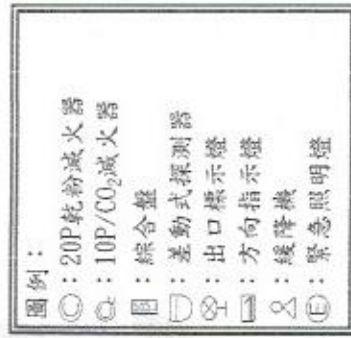 圖例：
◎：20P乾粉滅火器
Q：10P/CO₂滅火器
：綜合盤
：差動式探測器
：出口標示燈
：方向指示燈
：緩降機
Ⓔ：緊急照明燈